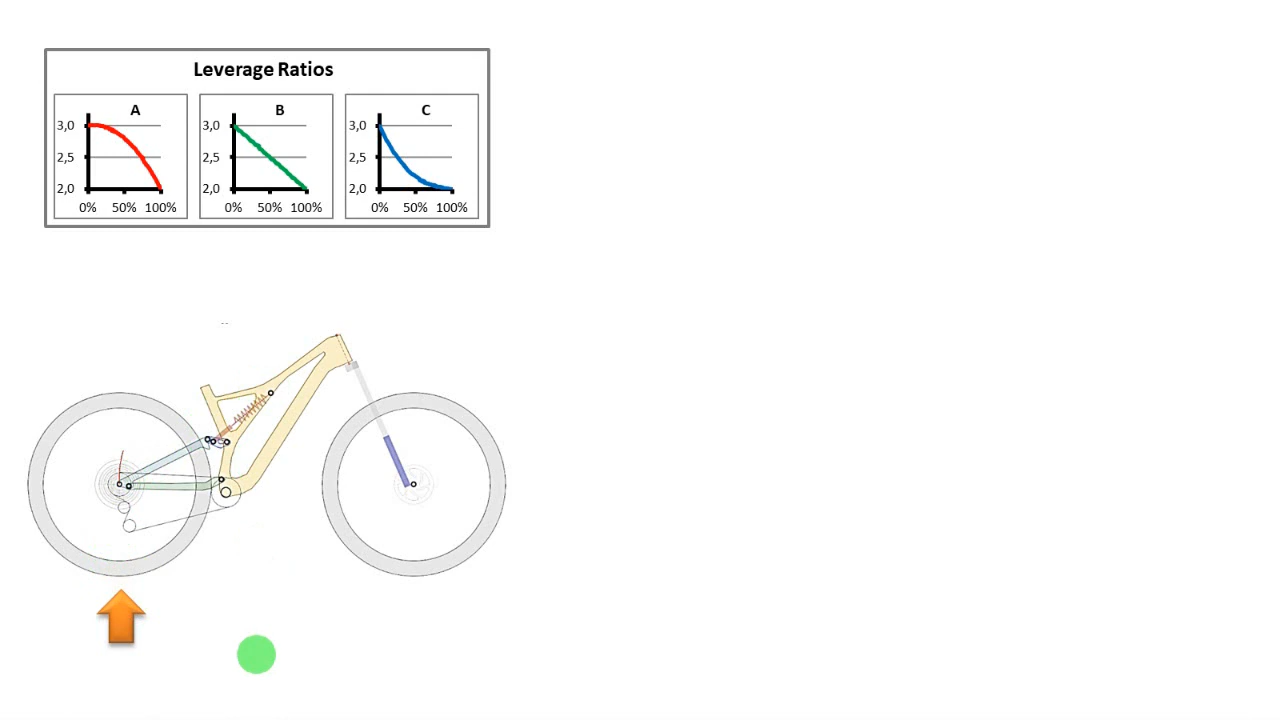 Leverage Ratios
A B C
3,0 3,0 3,0
2,5 2,5 2,5
2,0 2,0 2,0
0% 50% 100% 0% 50% 100% 0% 50% 100%